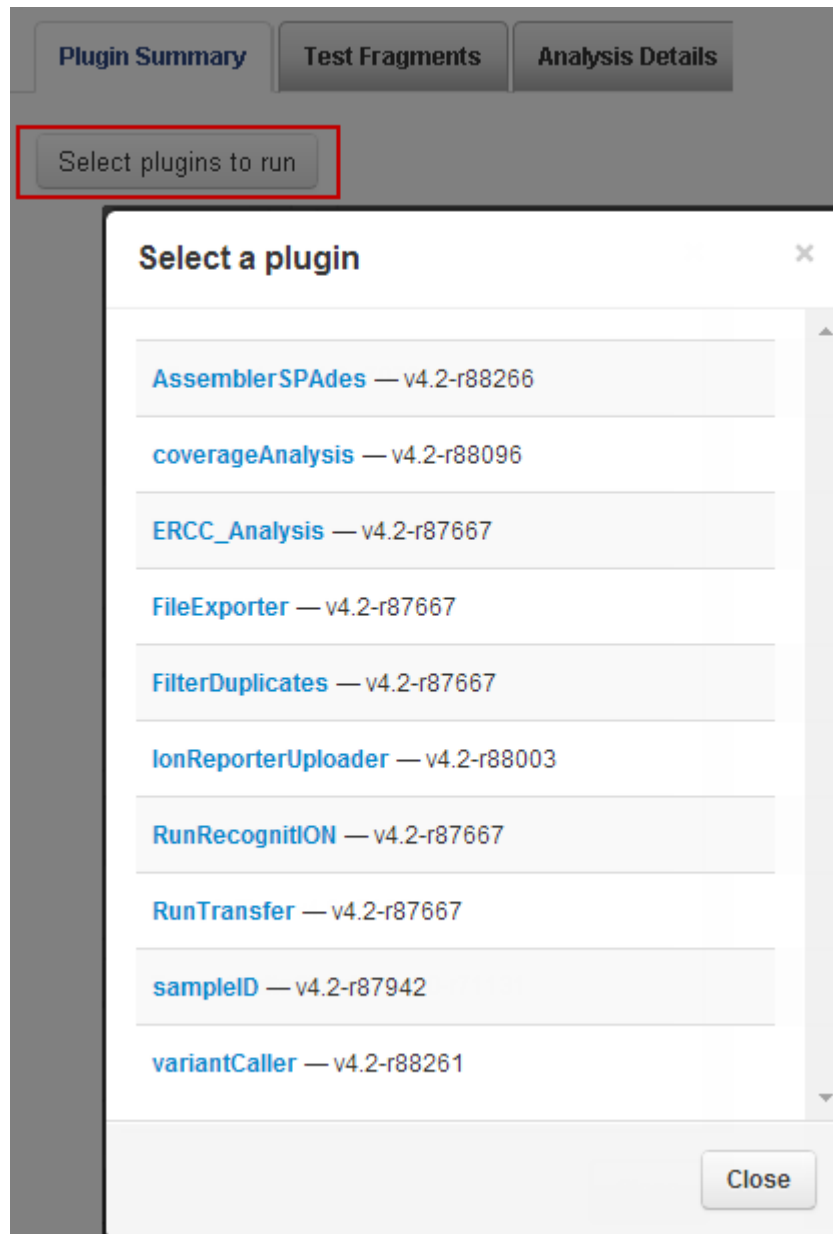 Plugin Summary Test Fragments Analysis Details
Select plugins to run
Select a plugin ×
AssemblerSPAdes — v4.2-r88266
coverageAnalysis — v4.2-r88096
ERCC_Analysis — v4.2-r87667
FileExporter — v4.2-r87667
FilterDuplicates — v4.2-r87667
IonReporterUploader — v4.2-r88003
RunRecognitION — v4.2-r87667
RunTransfer — v4.2-r87667
sampleID — v4.2-r87942
variantCaller — v4.2-r88261
Close